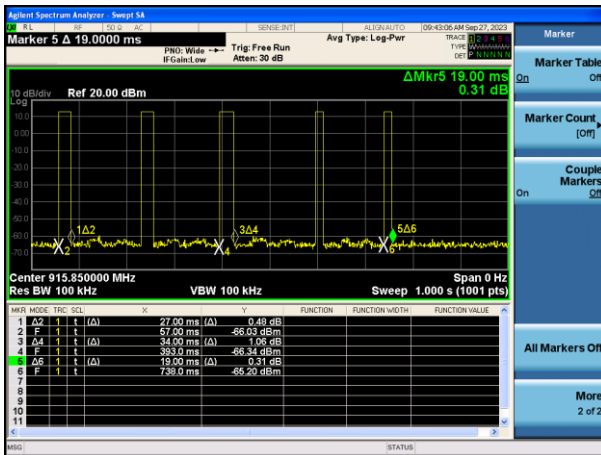 Agilent Spectrum Analyzer - Swept SA
RL RF 50 Ω AC SENSE:INT ALIGNAUTO 09:43:06 AM Sep 27, 2023
Marker 5 Δ 19.0000 ms
PNO: Wide Trig: Free Run Avg Type: Log-Pwr TRACE 1 2 3 4 5 6
TYPE
IFGain:Low Atten: 30 dB DET P N N N N N
ΔMkr5 19.00 ms
0.31 dB
10 dB/div Ref 20.00 dBm
Log
10.0
0.00
-10.0
-20.0
-30.0
-40.0
-50.0
-60.0
-70.0
1Δ2 3Δ4 5Δ6
2 4 6
Center 915.850000 MHz Span 0 Hz
Res BW 100 kHz VBW 100 kHz Sweep 1.000 s (1001 pts)
MKR MODE TRC SCL X Y FUNCTION FUNCTION WIDTH FUNCTION VALUE
1 Δ2 1 t (Δ) 27.00 ms (Δ) 0.48 dB
2 F 1 t 57.00 ms -66.03 dBm
3 Δ4 1 t (Δ) 34.00 ms (Δ) 1.06 dB
4 F 1 t 393.0 ms -66.34 dBm
5 Δ6 1 t (Δ) 19.00 ms (Δ) 0.31 dB
6 F 1 t 738.0 ms -65.20 dBm
7
8
9
10
11
MSG STATUS
Marker
Marker Table
On Off
Marker Count
[Off]
Couple
Markers
On Off
All Markers Off
More
2 of 2